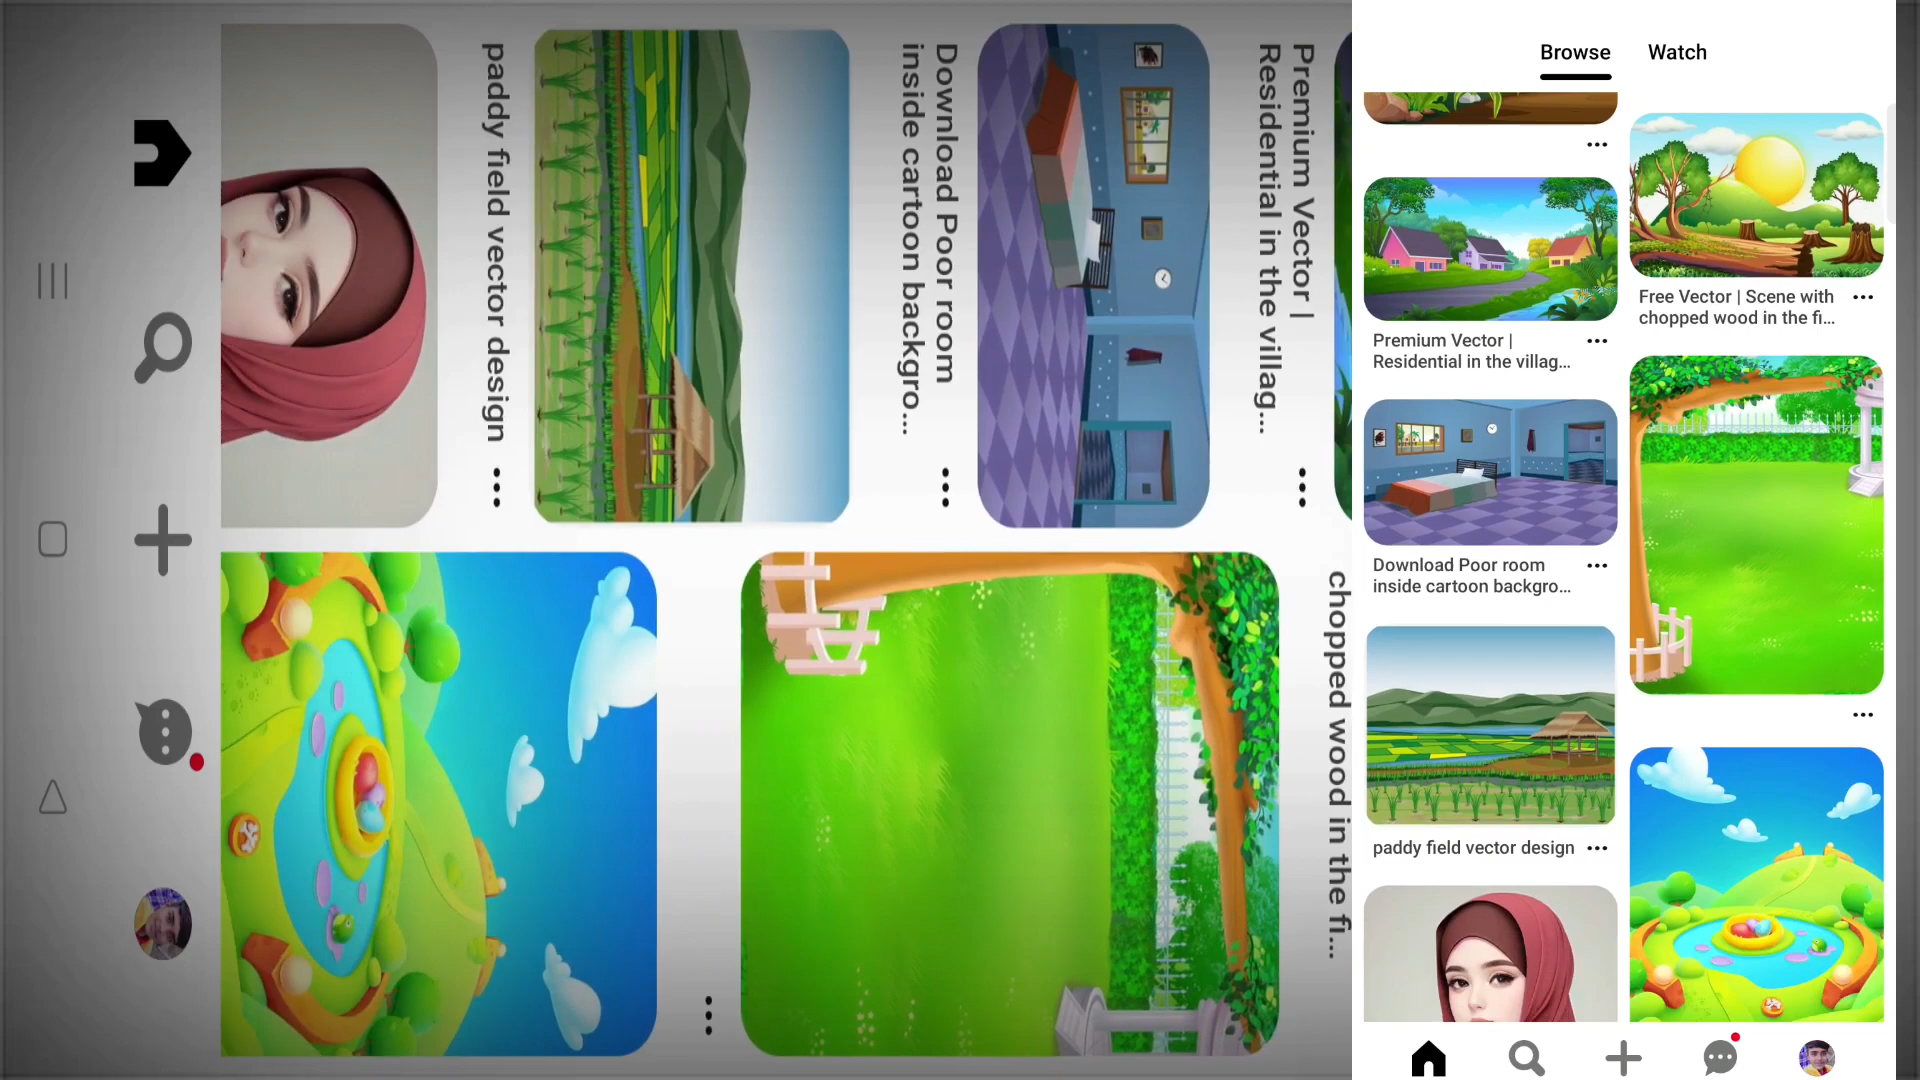 Browse
Watch
Premium Vector |
Residential in the villag...
Download Poor room
inside cartoon backgro...
paddy field vector design
Free Vector | Scene with
chopped wood in the fi...
Premium Vector |
Residential in the villag...
Download Poor room
inside cartoon backgro...
paddy field vector design
chopped wood in the fi...